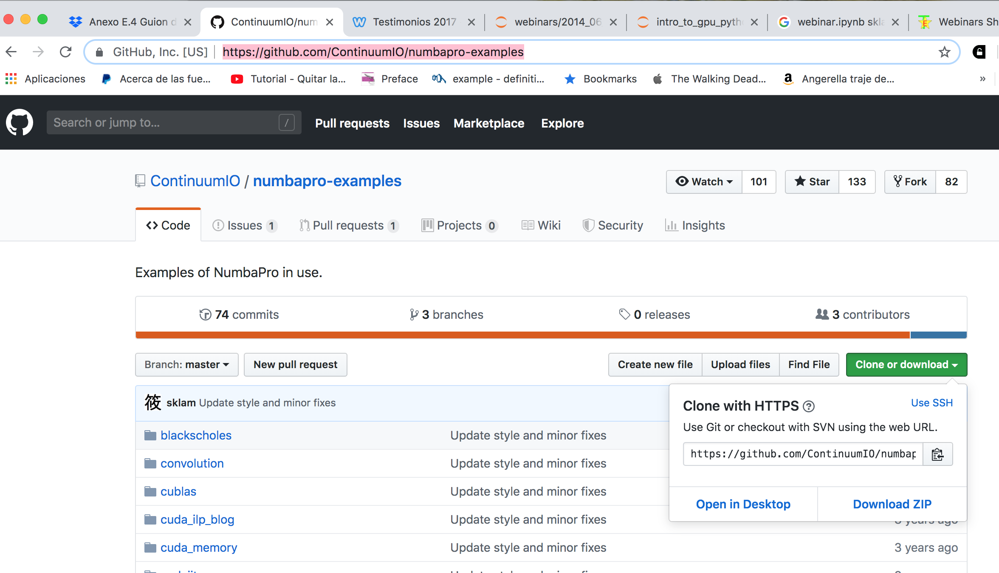 Anexo E.4 Guion d
ContinuumIO/num
Testimonios 2017
webinars/2014_06
intro_to_gpu_pytho
webinar.ipynb skla
Webinars Sh
GitHub, Inc. [US] https://github.com/ContinuumIO/numbapro-examples
Aplicaciones
Acerca de las fue...
Tutorial - Quitar la...
Preface
example - definiti...
Bookmarks
The Walking Dead...
Angerella traje de...
»
Search or jump to... /
Pull requests Issues Marketplace Explore
ContinuumIO / numbapro-examples
Watch 101
Star 133
Fork 82
Code
Issues 1
Pull requests 1
Projects 0
Wiki
Security
Insights
Examples of NumbaPro in use.
74 commits
3 branches
0 releases
3 contributors
Branch: master
New pull request
Create new file
Upload files
Find File
Clone or download
筱 sklam Update style and minor fixes
Clone with HTTPS ?
Use SSH
Use Git or checkout with SVN using the web URL.
https://github.com/ContinuumIO/numbap
Open in Desktop
Download ZIP
blackscholes Update style and minor fixes
convolution Update style and minor fixes
cublas Update style and minor fixes
cuda_ilp_blog Update style and minor fixes 3 years ago
cuda_memory Update style and minor fixes 3 years ago